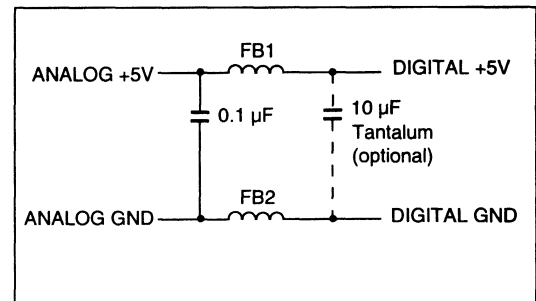 FB1
ANALOG +5V
DIGITAL +5V
0.1 µF
10 µF
Tantalum
(optional)
FB2
ANALOG GND
DIGITAL GND